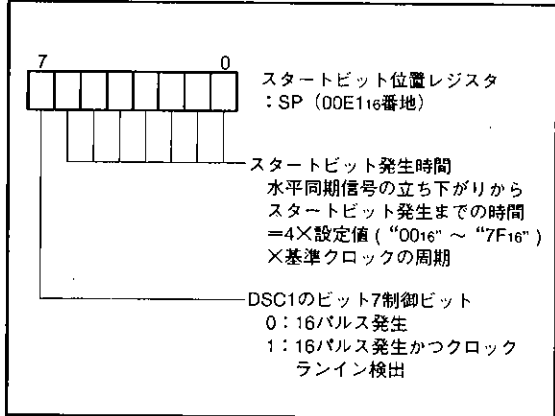 7 0
スタートビット位置レジスタ
:SP(00E116番地)
スタートビット発生時間
水平同期信号の立ち下がりから
スタートビット発生までの時間
=4×設定値(“0016”~“7F16”)
×基準クロックの周期
DSC1のビット7制御ビット
0:16パルス発生
1:16パルス発生かつクロック
ランイン検出